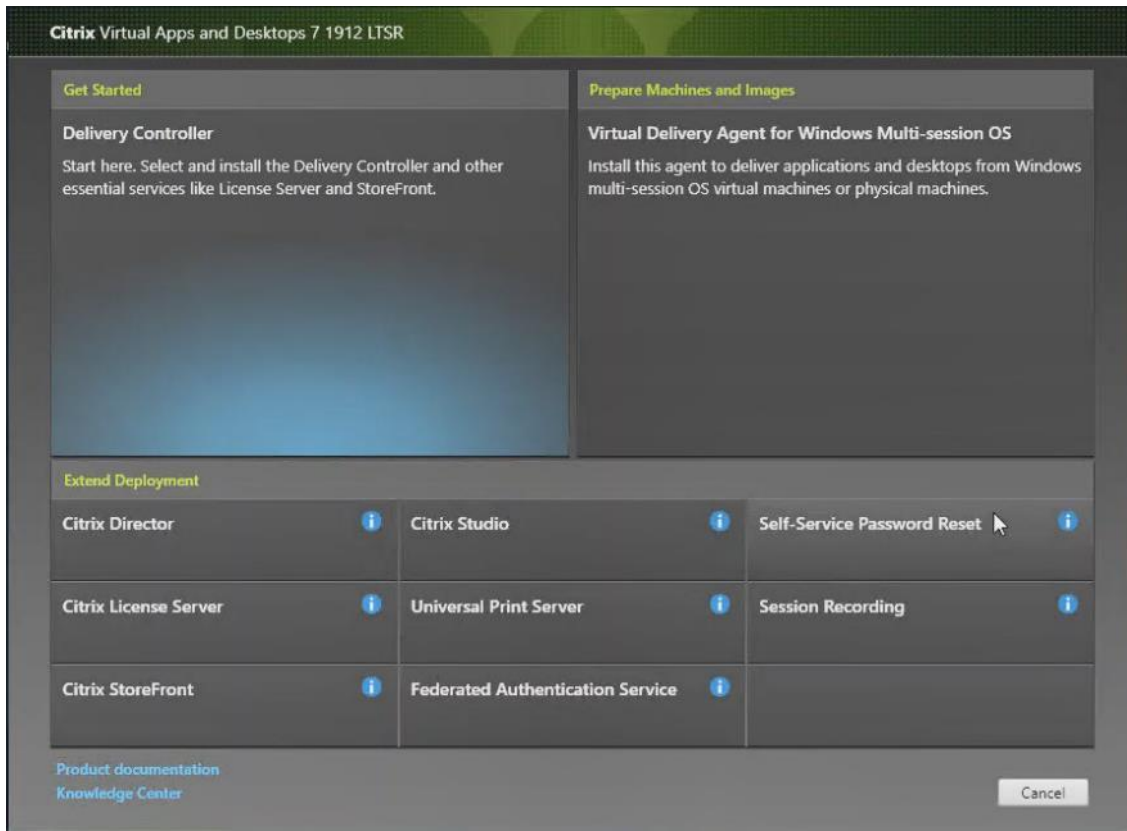 Citrix Virtual Apps and Desktops 7 1912 LTSR
Get Started
Delivery Controller
Start here. Select and install the Delivery Controller and other
essential services like License Server and StoreFront.
Prepare Machines and Images
Virtual Delivery Agent for Windows Multi-session OS
Install this agent to deliver applications and desktops from Windows
multi-session OS virtual machines or physical machines.
Extend Deployment
Citrix Director
Citrix Studio
Self-Service Password Reset
Citrix License Server
Universal Print Server
Session Recording
Citrix StoreFront
Federated Authentication Service
Product documentation
Knowledge Center
Cancel